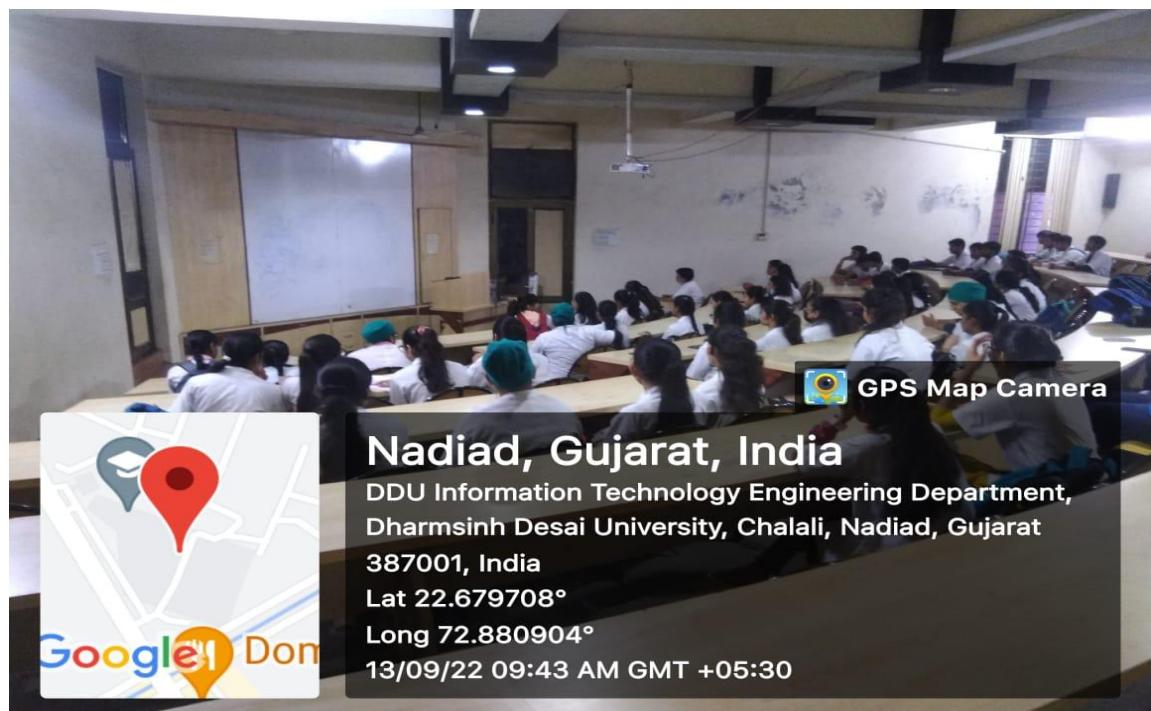 GPS Map Camera
Nadiad, Gujarat, India
DDU Information Technology Engineering Department,
Dharmsinh Desai University, Chalali, Nadiad, Gujarat
387001, India
Lat 22.679708°
Long 72.880904°
13/09/22 09:43 AM GMT +05:30
Google
Dom